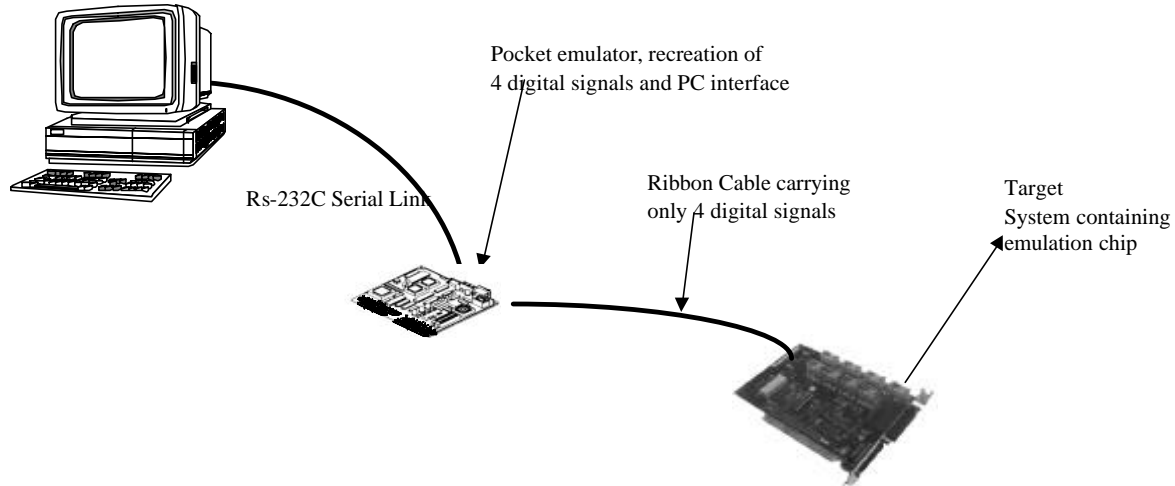 Pocket emulator, recreation of
4 digital signals and PC interface
Rs-232C Serial Link
Ribbon Cable carrying
only 4 digital signals
Target
System containing
emulation chip